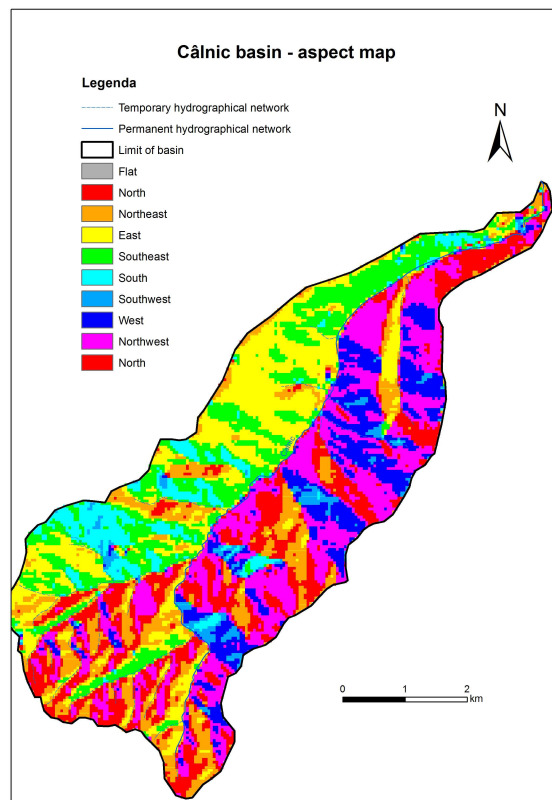 Câlnic basin - aspect map
Legenda
Temporary hydrographical network
Permanent hydrographical network
Limit of basin
Flat
North
Northeast
East
Southeast
South
Southwest
West
Northwest
North
N
0 1 2
km